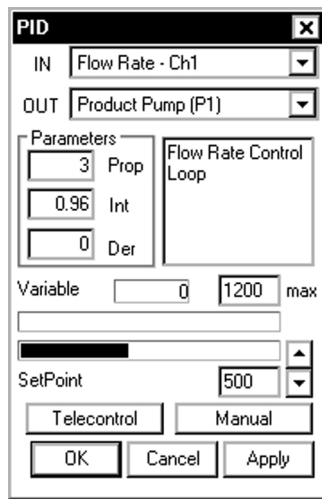 PID
IN Flow Rate - Ch1
OUT Product Pump (P1)
Parameters
3 Prop
0.96 Int
0 Der
Flow Rate Control
Loop
Variable 0 1200 max
SetPoint 500
Telecontrol Manual
OK Cancel Apply